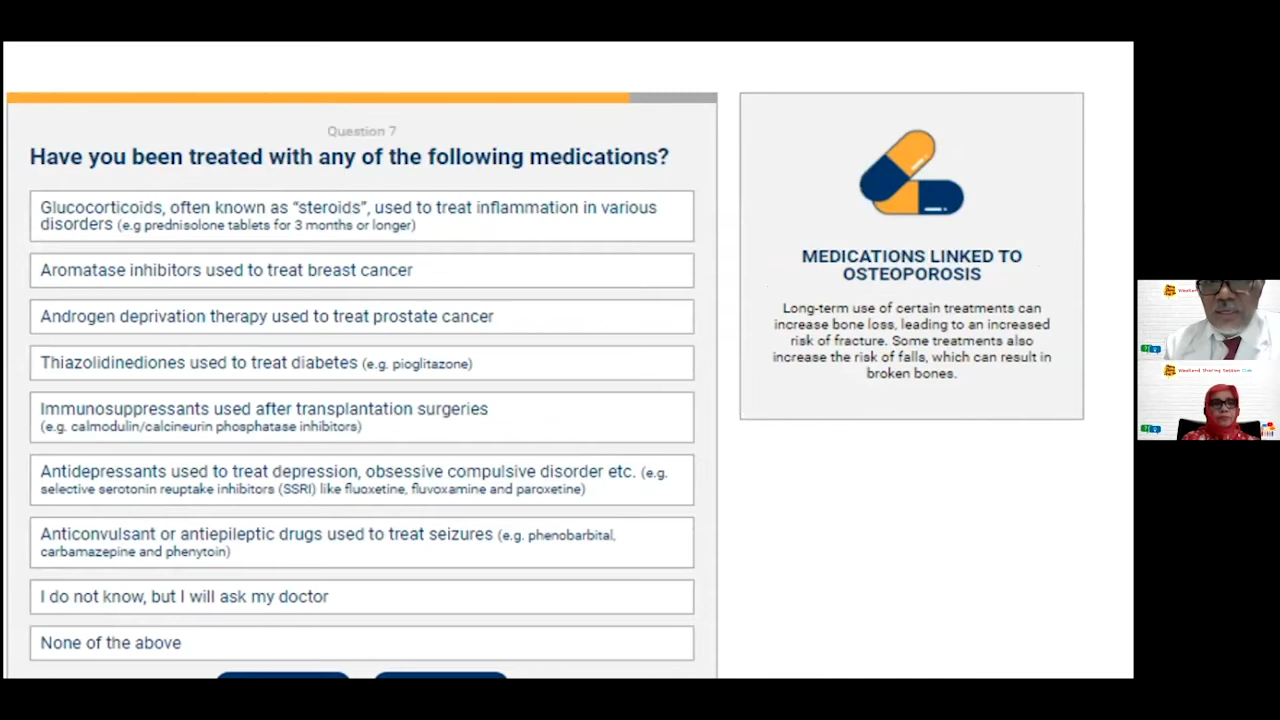 Question 7
Have you been treated with any of the following medications?
Glucocorticoids, often known as “steroids”, used to treat inflammation in various
disorders (e.g prednisolone tablets for 3 months or longer)
Aromatase inhibitors used to treat breast cancer
Androgen deprivation therapy used to treat prostate cancer
Thiazolidinediones used to treat diabetes (e.g. pioglitazone)
Immunosuppressants used after transplantation surgeries
(e.g. calmodulin/calcineurin phosphatase inhibitors)
Antidepressants used to treat depression, obsessive compulsive disorder etc. (e.g.
selective serotonin reuptake inhibitors (SSRI) like fluoxetine, fluvoxamine and paroxetine)
Anticonvulsant or antiepileptic drugs used to treat seizures (e.g. phenobarbital,
carbamazepine and phenytoin)
I do not know, but I will ask my doctor
None of the above
MEDICATIONS LINKED TO
OSTEOPOROSIS
Long-term use of certain treatments can
increase bone loss, leading to an increased
risk of fracture. Some treatments also
increase the risk of falls, which can result in
broken bones.
Weekend Sharing Session Club